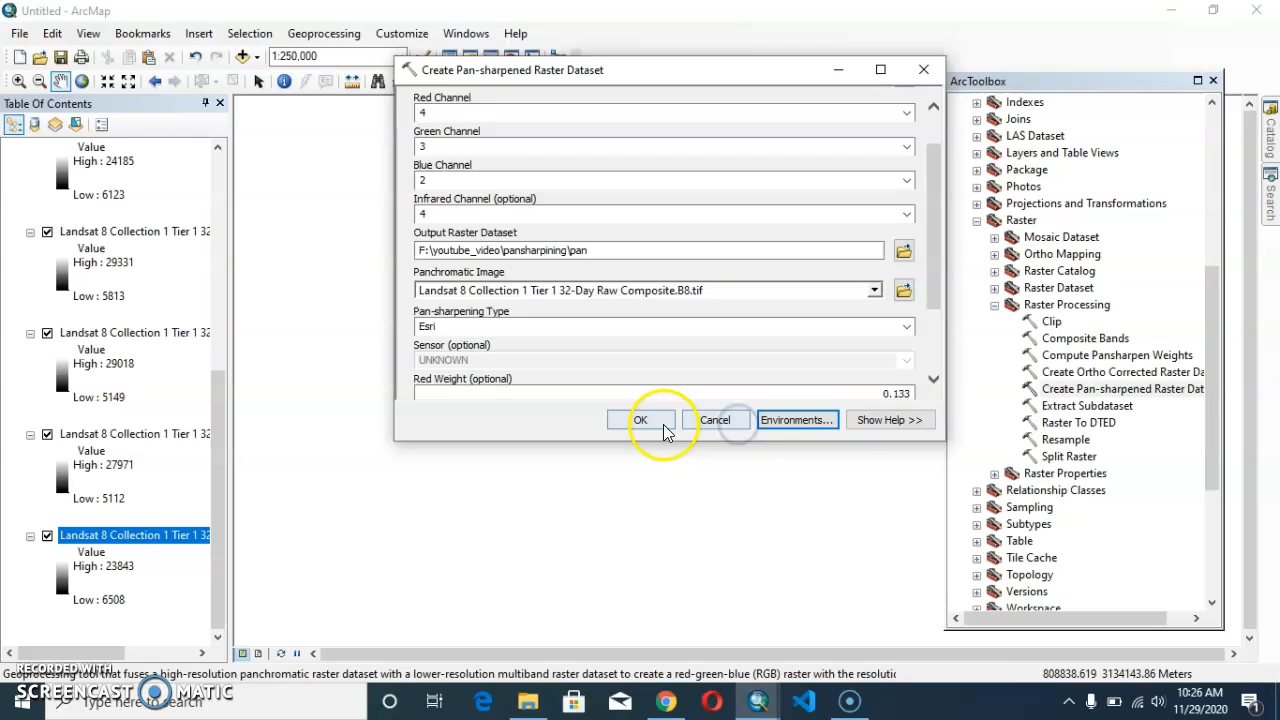 Untitled - ArcMap
File Edit View Bookmarks Insert Selection Geoprocessing Customize Windows Help
1:250,000
Table Of Contents
Value
High : 24185
Low : 6123
Landsat 8 Collection 1 Tier 1 32
Value
High : 29331
Low : 5813
Landsat 8 Collection 1 Tier 1 32
Value
High : 29018
Low : 5149
Landsat 8 Collection 1 Tier 1 32
Value
High : 27971
Low : 5112
Landsat 8 Collection 1 Tier 1 32
Value
High : 23843
Low : 6508
Create Pan-sharpened Raster Dataset
Red Channel
4
Green Channel
3
Blue Channel
2
Infrared Channel (optional)
4
Output Raster Dataset
F:\youtube_video\pansharpining\pan
Panchromatic Image
Landsat 8 Collection 1 Tier 1 32-Day Raw Composite.B8.tif
Pan-sharpening Type
Esri
Sensor (optional)
UNKNOWN
Red Weight (optional)
0.133
OK Cancel Environments... Show Help >>
ArcToolbox
Indexes
Joins
LAS Dataset
Layers and Table Views
Package
Photos
Projections and Transformations
Raster
Mosaic Dataset
Ortho Mapping
Raster Catalog
Raster Dataset
Raster Processing
Clip
Composite Bands
Compute Pansharpen Weights
Create Ortho Corrected Raster Da
Create Pan-sharpened Raster Dat
Extract Subdataset
Raster To DTED
Resample
Split Raster
Raster Properties
Relationship Classes
Sampling
Subtypes
Table
Tile Cache
Topology
Versions
Workspace
Catalog
Search
Geoprocessing tool that fuses a high-resolution panchromatic raster dataset with a lower-resolution multiband raster dataset to create a red-green-blue (RGB) raster with the resolutic
808838.619 3134143.86 Meters
RECORDED WITH
SCREENCAST MATIC
Type here to search
10:26 AM
11/29/2020